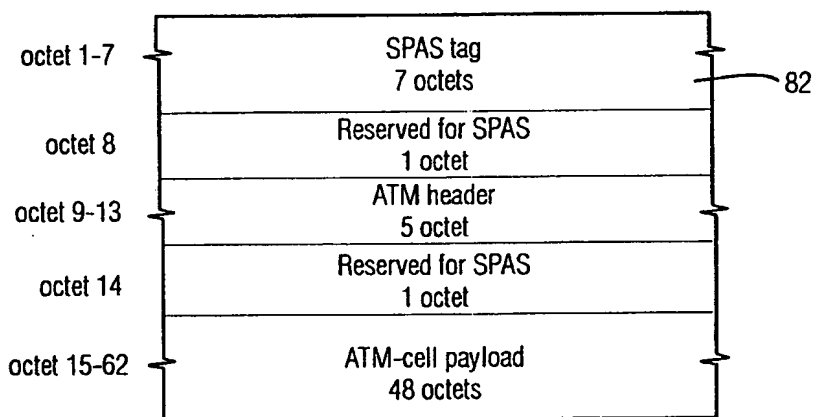 octet 1-7
SPAS tag
7 octets
82
octet 8
Reserved for SPAS
1 octet
octet 9-13
ATM header
5 octet
octet 14
Reserved for SPAS
1 octet
octet 15-62
ATM-cell payload
48 octets